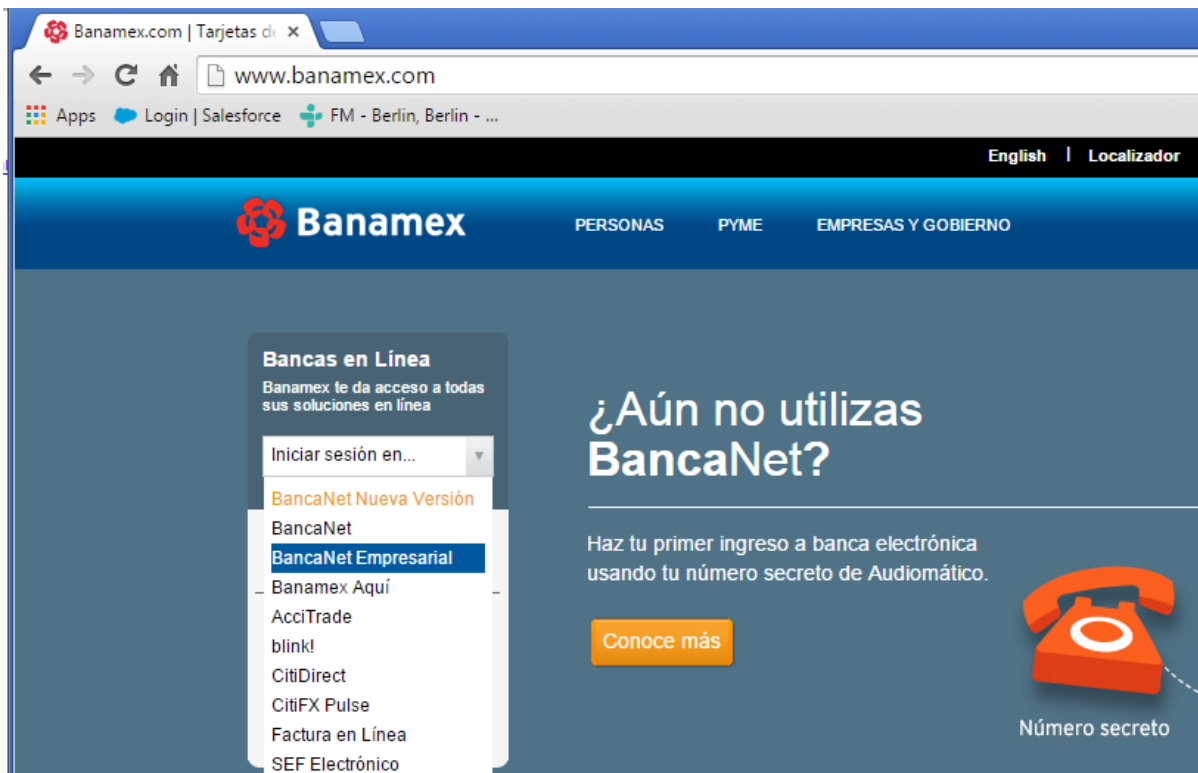 Banamex.com | Tarjetas de
www.banamex.com
Apps Login | Salesforce FM - Berlin, Berlin - ...
English | Localizador
Banamex PERSONAS PYME EMPRESAS Y GOBIERNO
Bancas en Línea
Banamex te da acceso a todas
sus soluciones en línea
Iniciar sesión en...
BancaNet Nueva Versión
BancaNet
BancaNet Empresarial
Banamex Aquí
AcciTrade
blink!
CitiDirect
CitiFX Pulse
Factura en Línea
SEF Electrónico
¿Aún no utilizas
BancaNet?
Haz tu primer ingreso a banca electrónica
usando tu número secreto de Audiomático.
Conoce más
Número secreto